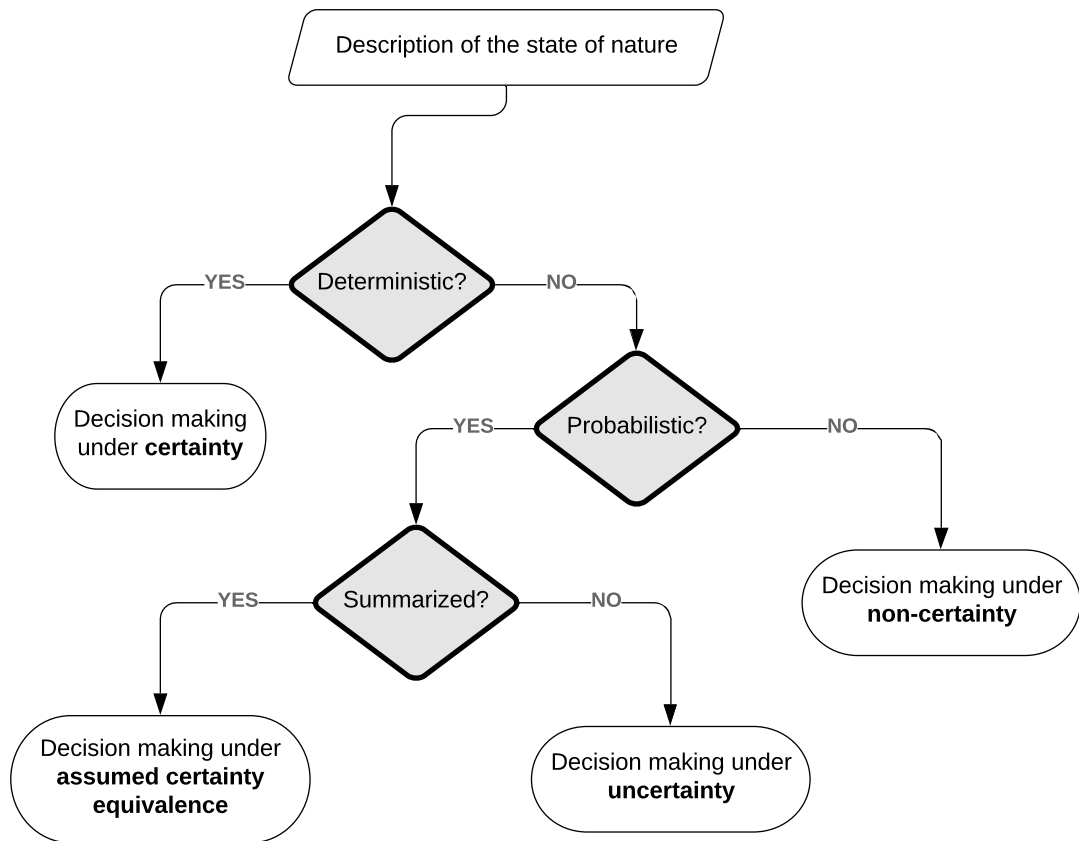 Description of the state of nature
Deterministic?
YES
NO
Decision making
under certainty
Probabilistic?
YES
NO
Summarized?
Decision making under
non-certainty
YES
NO
Decision making under
assumed certainty
equivalence
Decision making under
uncertainty